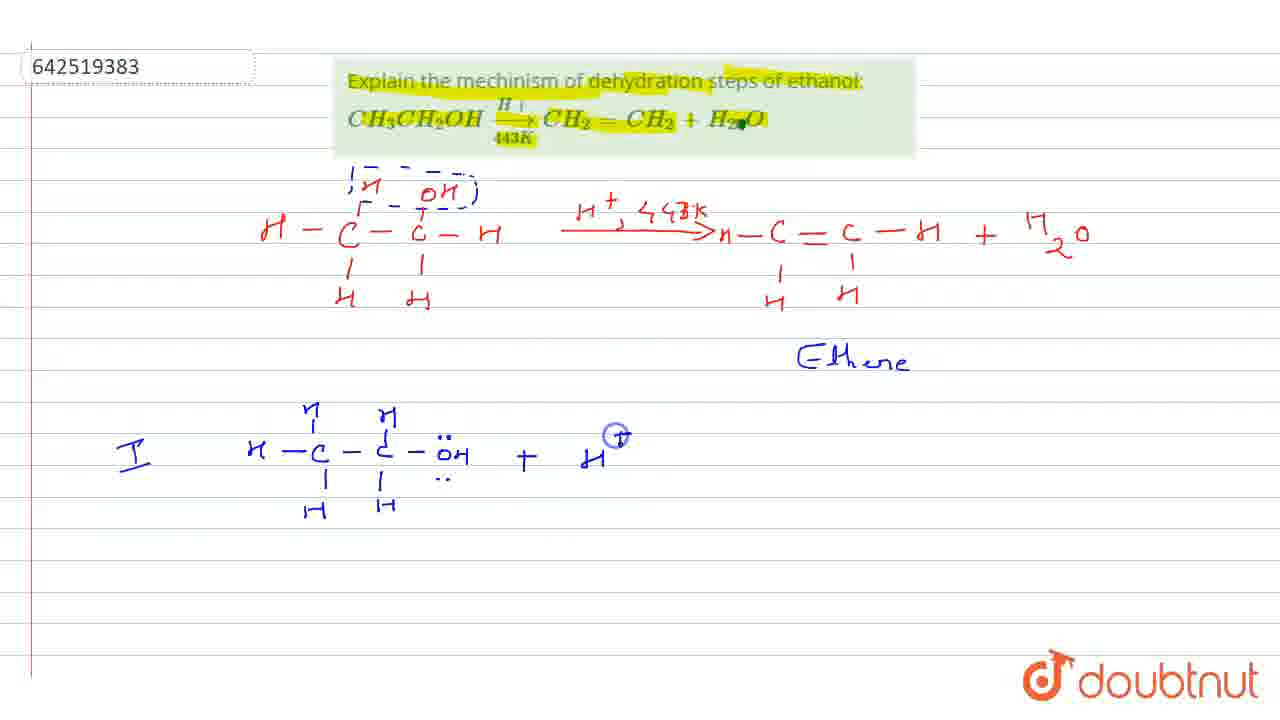 642519383
Explain the mechinism of dehydration steps of ethanol:
CH₃CH₂OH \xrightarrow[443K]{H+} CH₂ = CH₂ + H₂O
H OH
H – C – C – H H⁺, 443K → H – C = C – H + H₂O
H H H H
Ethene
H H
I H – C – C – ÖH + H⁺
H H
doubtnut